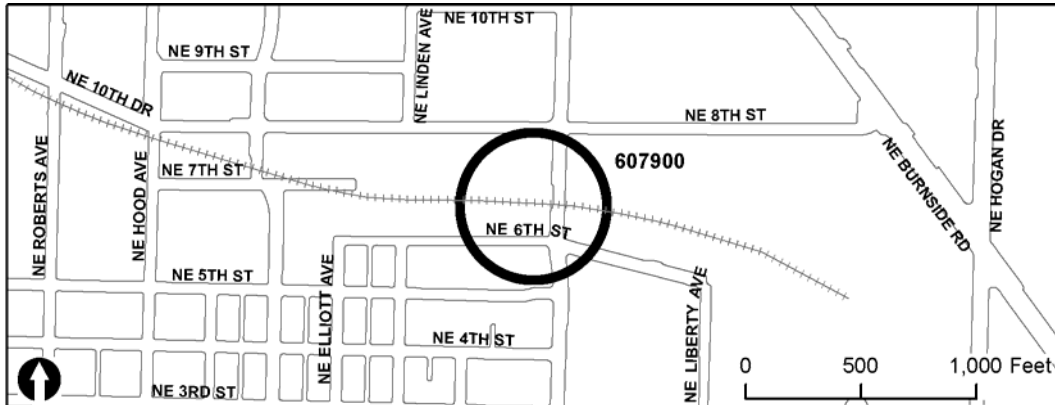 NE 10TH ST
NE 9TH ST
NE 10TH DR
NE LINDEN AVE
NE 8TH ST
607900
NE 7TH ST
NE ROBERTS AVE
NE HOOD AVE
NE BURNSIDE RD
NE HOGAN DR
NE 6TH ST
NE 5TH ST
NE ELLIOTT AVE
NE LIBERTY AVE
NE 4TH ST
NE 3RD ST
0 500 1,000 Feet